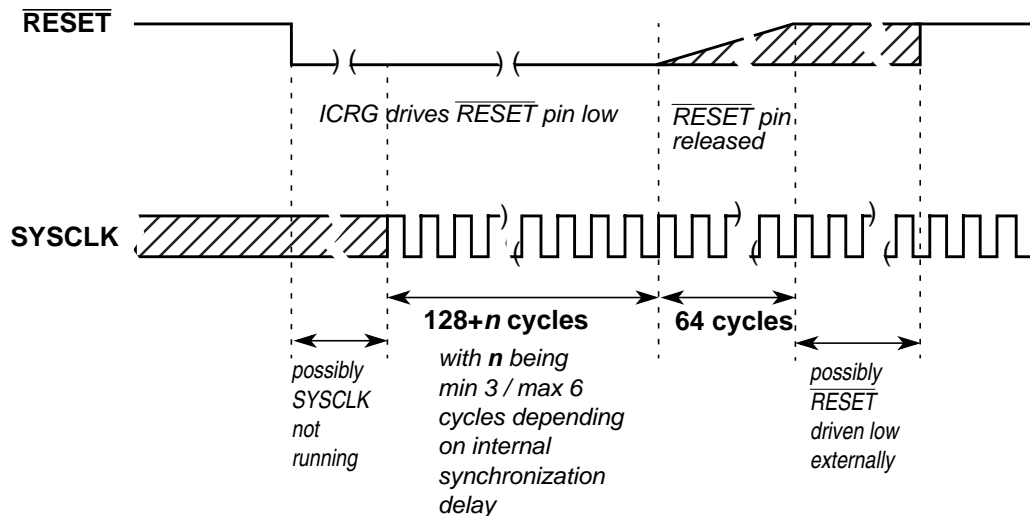 RESET
ICRG drives RESET pin low
RESET pin
released
SYSCLK
128+n cycles
with n being
min 3 / max 6
cycles depending
on internal
synchronization
delay
64 cycles
possibly
SYSCLK
not
running
possibly
RESET
driven low
externally